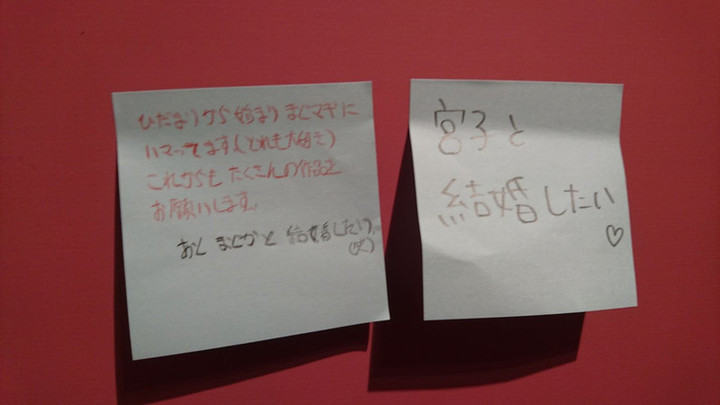 ひだまりから始まり まどマギに
ハマってます(どれも大好き)
これからも たくさんの作品を
お願いします。
あと まどかと 結婚したい。
(笑)
宮子と
結婚したい
♡